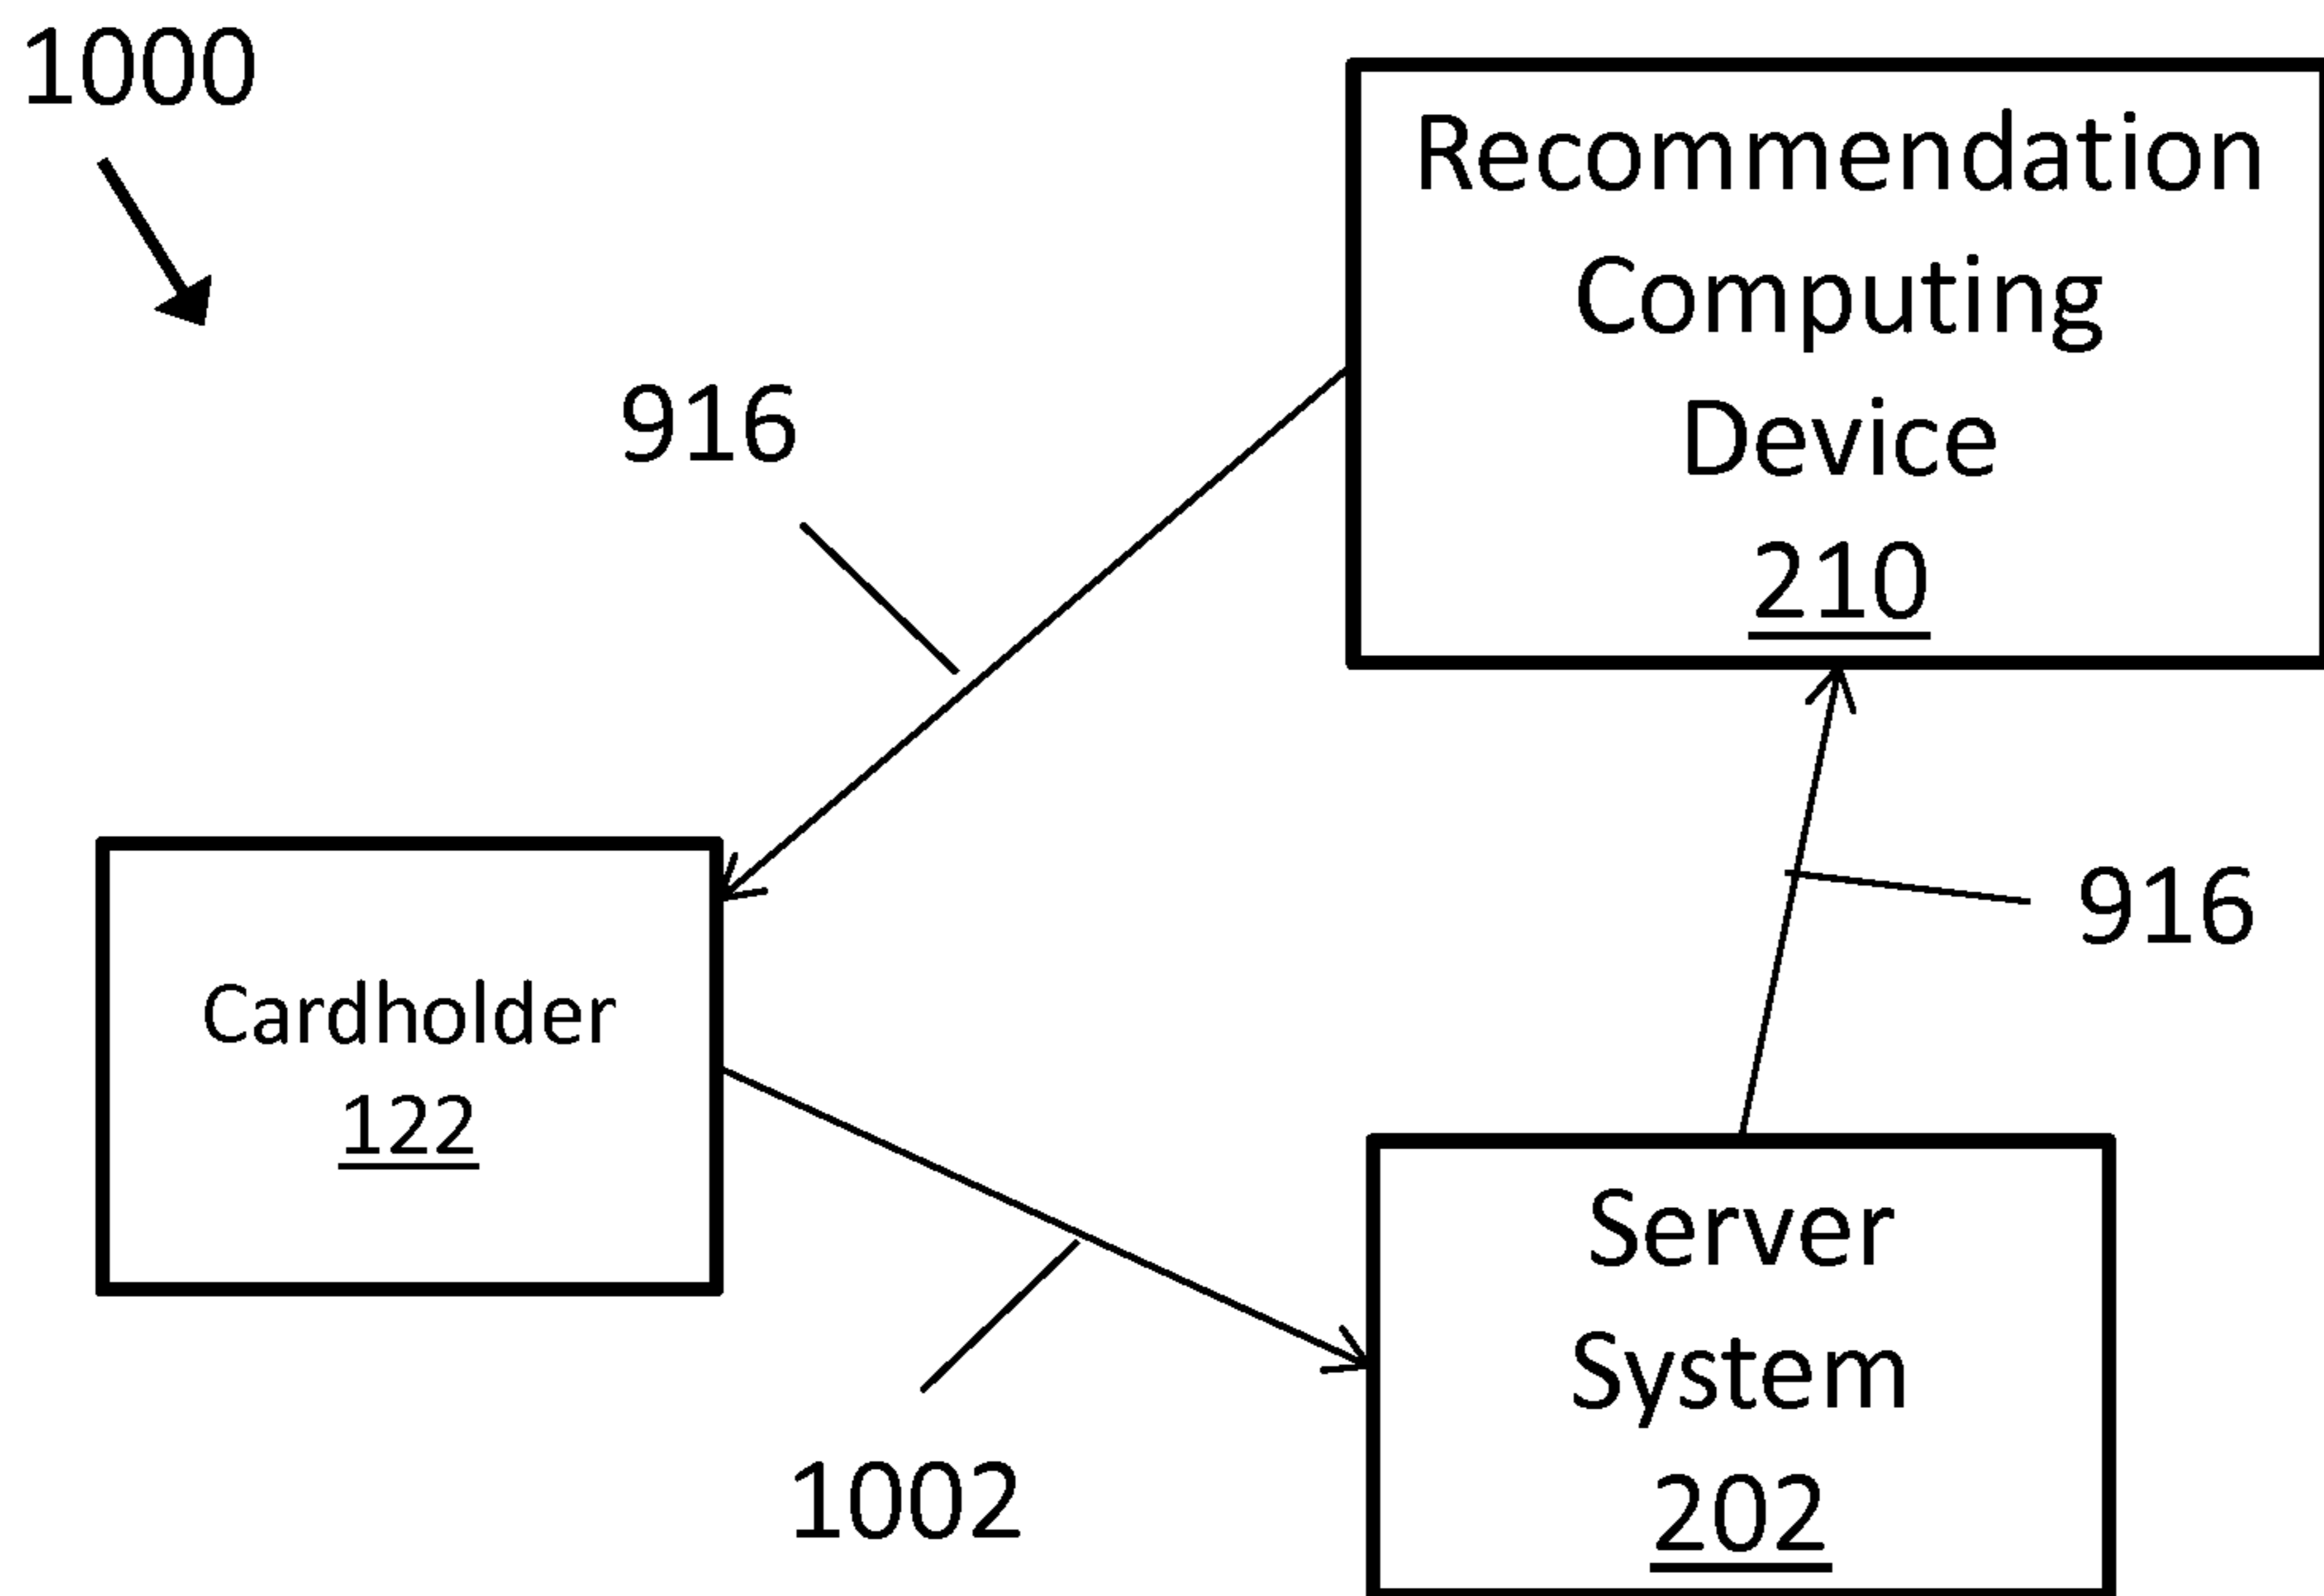 1000
Recommendation
Computing
Device
210
916
916
Cardholder
122
Server
System
202
1002